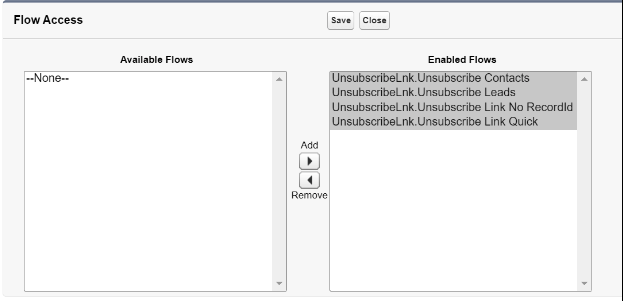 Flow Access
Save Close
Available Flows
Enabled Flows
--None--
UnsubscribeLnk.Unsubscribe Contacts
UnsubscribeLnk.Unsubscribe Leads
UnsubscribeLnk.Unsubscribe Link No RecordId
UnsubscribeLnk.Unsubscribe Link Quick
Add
Remove